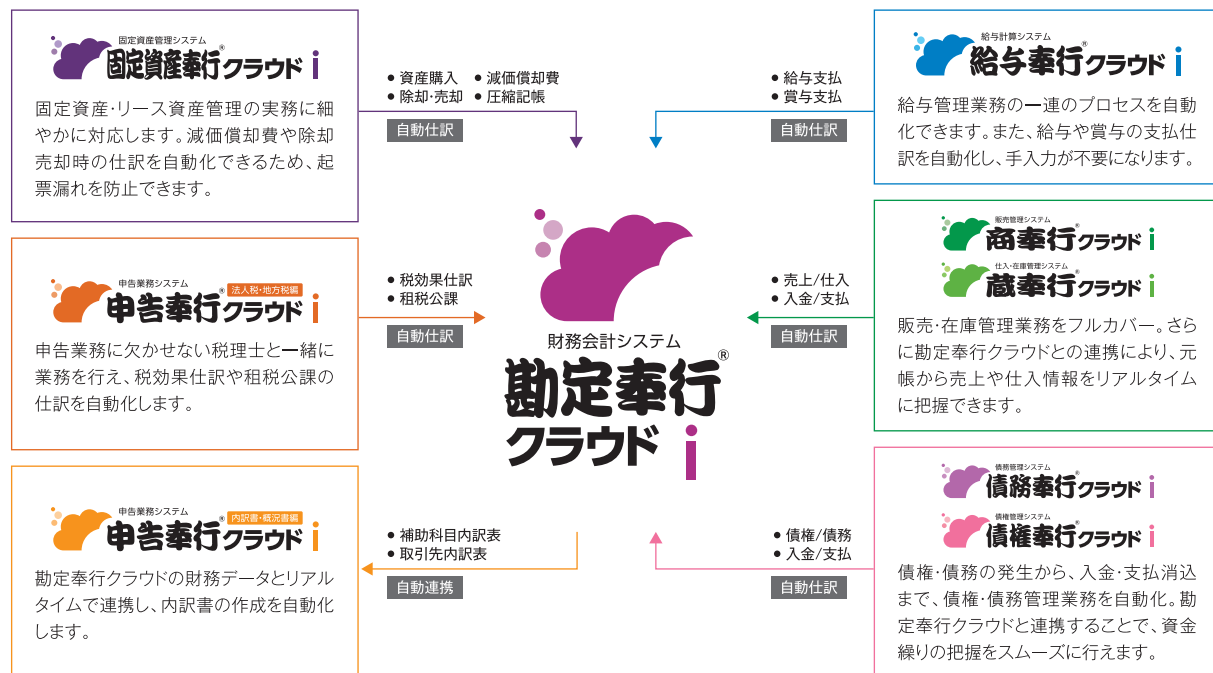 固定資産管理システム
固定資産奉行®クラウド i
固定資産・リース資産管理の実務に細
やかに対応します。減価償却費や除却
売却時の仕訳を自動化できるため、起
票漏れを防止できます。
● 資産購入 ● 減価償却費
● 除却・売却 ● 圧縮記帳
自動仕訳
申告業務システム
申告奉行®クラウド i
法人税・地方税編
申告業務に欠かせない税理士と一緒に
業務を行え、税効果仕訳や租税公課の
仕訳を自動化します。
● 税効果仕訳
● 租税公課
自動仕訳
申告業務システム
申告奉行®クラウド i
内訳書・概況書編
勘定奉行クラウドの財務データとリアル
タイムで連携し、内訳書の作成を自動化
します。
● 補助科目内訳表
● 取引先内訳表
自動連携
財務会計システム
勘定奉行®
クラウド i
● 給与支払
● 賞与支払
自動仕訳
給与計算システム
給与奉行®クラウド i
給与管理業務の一連のプロセスを自動
化できます。また、給与や賞与の支払仕
訳を自動化し、手入力が不要になります。
● 売上/仕入
● 入金/支払
自動仕訳
販売管理システム
商奉行®クラウド i
仕入・在庫管理システム
蔵奉行®クラウド i
販売・在庫管理業務をフルカバー。さら
に勘定奉行クラウドとの連携により、元
帳から売上や仕入情報をリアルタイム
に把握できます。
● 債権/債務
● 入金/支払
自動仕訳
債務管理システム
債務奉行®クラウド i
債権管理システム
債権奉行®クラウド i
債権・債務の発生から、入金・支払消込
まで、債権・債務管理業務を自動化。勘
定奉行クラウドと連携することで、資金
繰りの把握をスムーズに行えます。